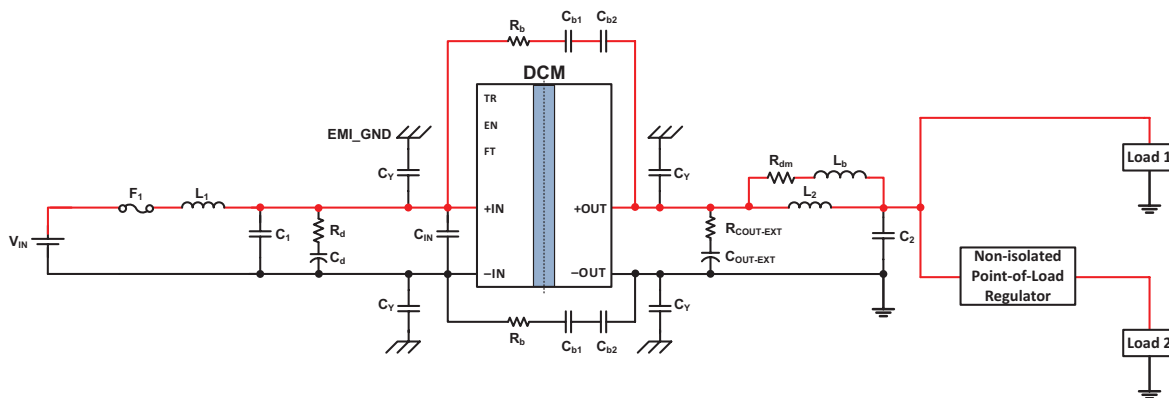 Rb
Cb1
Cb2
DCM
TR
EN
FT
EMI_GND
CY
CY
Rdm
Lb
Load 1
F1
L1
L2
+IN
+OUT
VIN
C1
Rd
Cd
CIN
RCOUT-EXT
COUT-EXT
C2
–IN
–OUT
Non-isolated
Point-of-Load
Regulator
CY
CY
Rb
Cb1
Cb2
Load 2